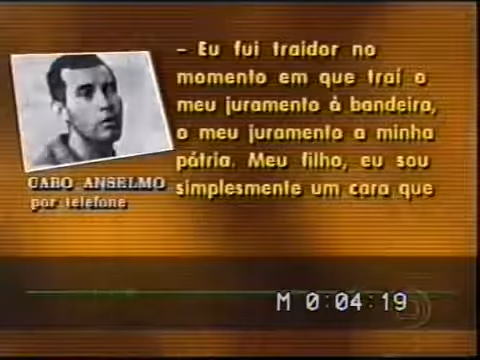 - Eu fui traidor no
momento em que traí o
meu juramento à bandeira,
o meu juramento a minha
pátria. Meu filho, eu sou
simplesmente um cara que
CABO ANSELMO
por telefone
M 0:04:19